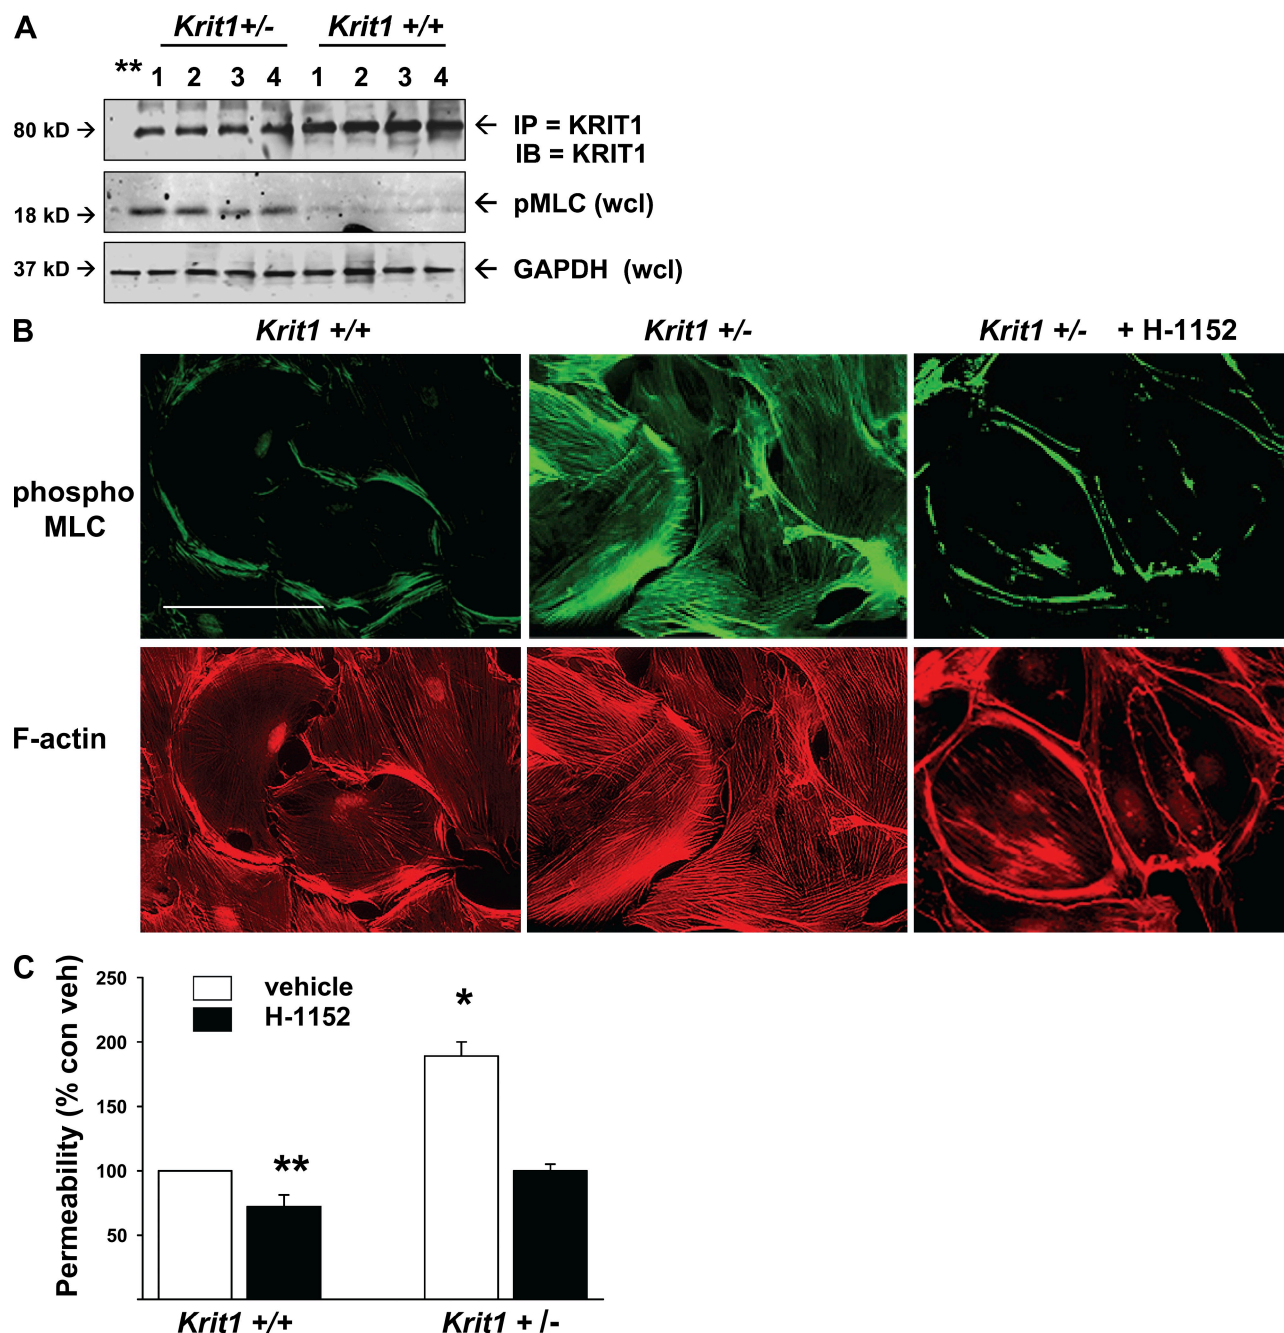 A
Krit1+/- Krit1 +/+
** 1 2 3 4 1 2 3 4
80 kD → ← IP = KRIT1
IB = KRIT1
18 kD → ← pMLC (wcl)
37 kD → ← GAPDH (wcl)
B Krit1 +/+ Krit1 +/- Krit1 +/- + H-1152
phospho
MLC
F-actin
C
Permeability (% con veh)
250
200
150
100
50
vehicle
H-1152
*
**
Krit1 +/+ Krit1 + /-